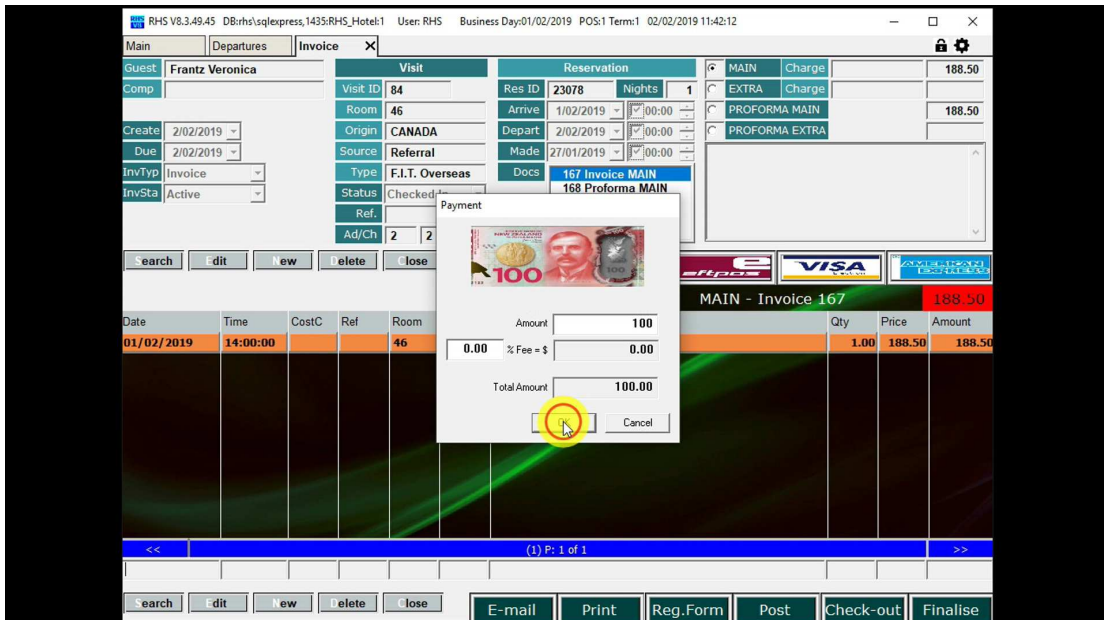 RHS V8.3.49.45 DB:rhs\sqlexpress,1435:RHS_Hotel:1 User: RHS Business Day:01/02/2019 POS:1 Term:1 02/02/2019 11:42:12
Main Departures Invoice X
Guest Frantz Veronica Visit Reservation MAIN Charge 188.50
Comp Visit ID 84 Res ID 23078 Nights 1 EXTRA Charge
Room 46 Arrive 1/02/2019 00:00 PROFORMA MAIN 188.50
Create 2/02/2019 Origin CANADA Depart 2/02/2019 00:00 PROFORMA EXTRA
Due 2/02/2019 Source Referral Made 27/01/2019 00:00
InvTyp Invoice Type F.I.T. Overseas Docs 167 Invoice MAIN
InvSta Active Status Checked 168 Proforma MAIN
Ref. Payment
Ad/Ch 2 2
NEW ZEALAND
100 100
Search Edit New Delete Close eftpos VISA AMERICAN EXPRESS
MAIN - Invoice 167 188.50
Date Time CostC Ref Room Amount 100 Qty Price Amount
01/02/2019 14:00:00 46 1.00 188.50 188.50
0.00 % Fee = $ 0.00
Total Amount 100.00
OK Cancel
<< (1) P: 1 of 1 >>
Search Edit New Delete Close E-mail Print Reg.Form Post Check-out Finalise